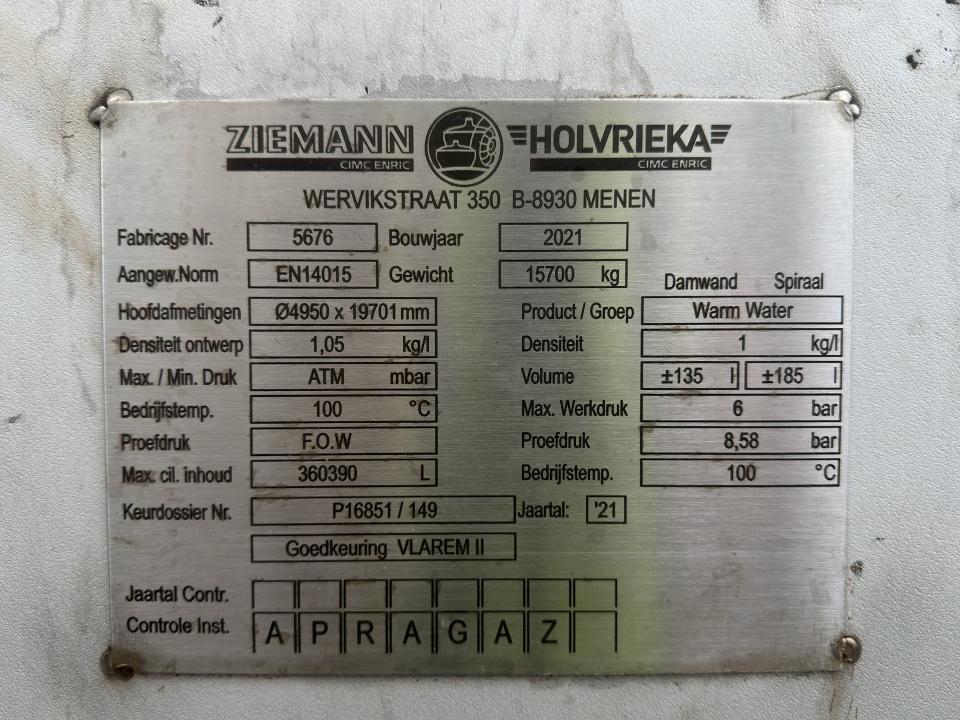 ZIEMANN HOLVRIEKA
CIMC ENRIC CIMC ENRIC
WERVIKSTRAAT 350 B-8930 MENEN
Fabricage Nr. 5676 Bouwjaar 2021
Aangew.Norm EN14015 Gewicht 15700 kg
Damwand Spiraal
Hoofdafmetingen Ø4950 x 19701 mm Product / Groep Warm Water
Densiteit ontwerp 1,05 kg/l Densiteit 1 kg/l
Max. / Min. Druk ATM mbar Volume ±135 l ±185 l
Bedrijfstemp. 100 °C Max. Werkdruk 6 bar
Proefdruk F.O.W Proefdruk 8,58 bar
Max. cil. inhoud 360390 L Bedrijfstemp. 100 °C
Keurdossier Nr. P16851 / 149 Jaartal: '21
Goedkeuring VLAREM II
Jaartal Contr.
Controle Inst. A P R A G A Z